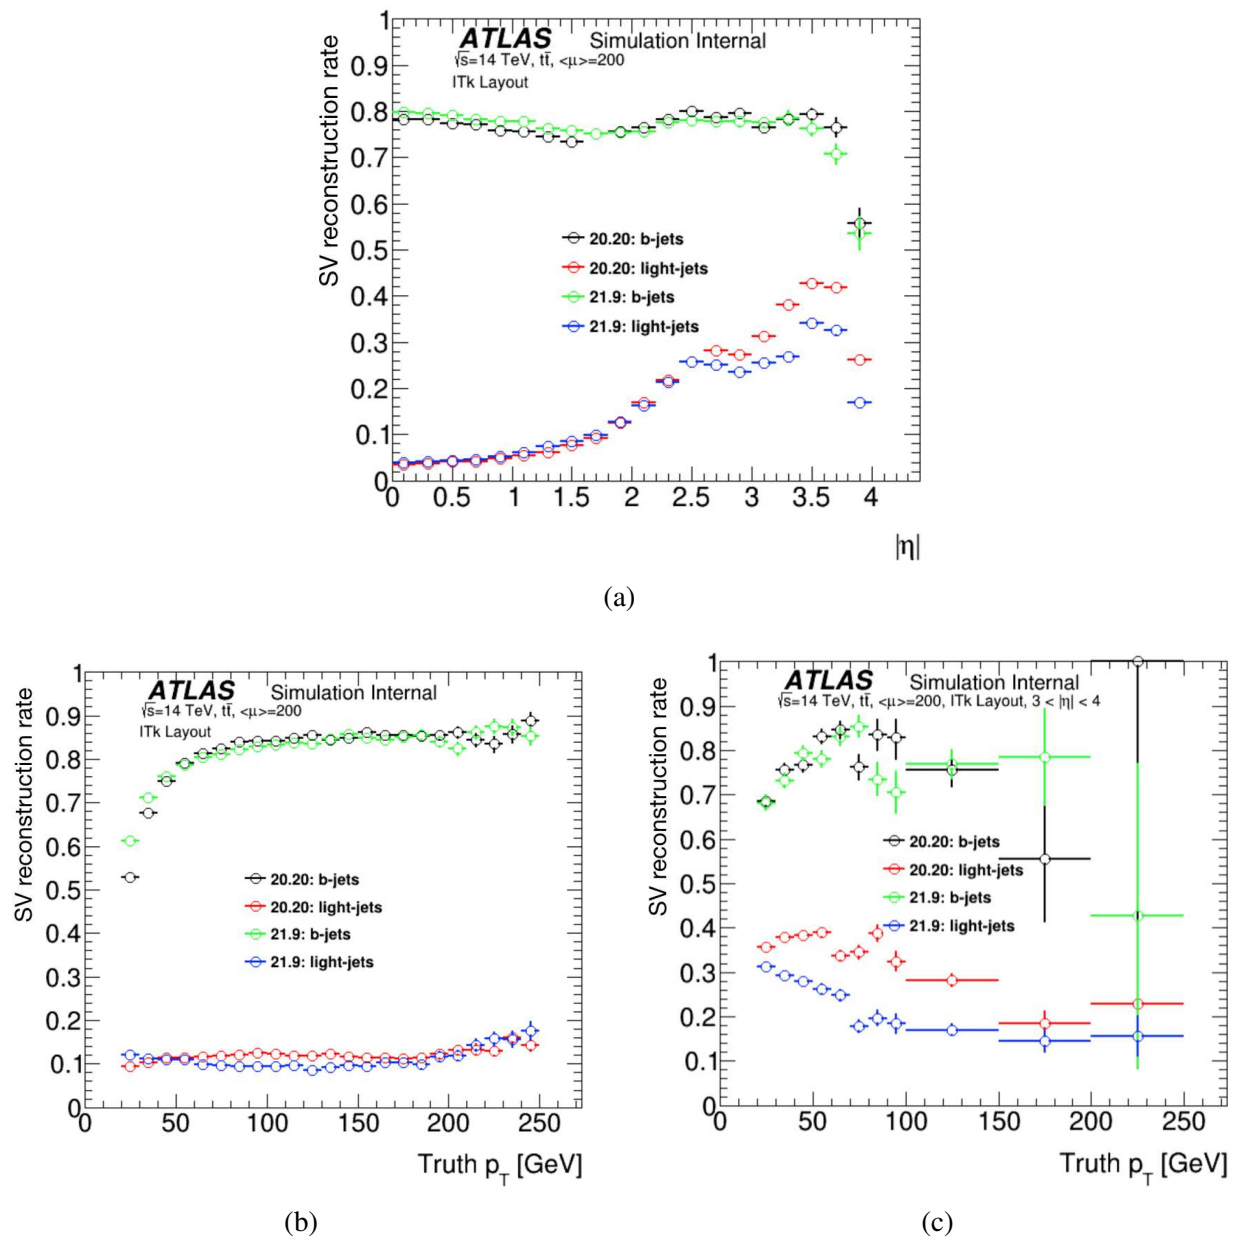 SV reconstruction rate
1
0.9
0.8
0.7
0.6
0.5
0.4
0.3
0.2
0.1
0
ATLAS Simulation Internal
√s=14 TeV, tt̄, <μ>=200
ITk Layout
20.20: b-jets
20.20: light-jets
21.9: b-jets
21.9: light-jets
0 0.5 1 1.5 2 2.5 3 3.5 4
|η|
(a)
SV reconstruction rate
1
0.9
0.8
0.7
0.6
0.5
0.4
0.3
0.2
0.1
0
ATLAS Simulation Internal
√s=14 TeV, tt̄, <μ>=200
ITk Layout
20.20: b-jets
20.20: light-jets
21.9: b-jets
21.9: light-jets
0 50 100 150 200 250
Truth p_T [GeV]
(b)
SV reconstruction rate
1
0.9
0.8
0.7
0.6
0.5
0.4
0.3
0.2
0.1
0
ATLAS Simulation Internal
√s=14 TeV, tt̄, <μ>=200, ITk Layout, 3 < |η| < 4
20.20: b-jets
20.20: light-jets
21.9: b-jets
21.9: light-jets
0 50 100 150 200 250
Truth p_T [GeV]
(c)